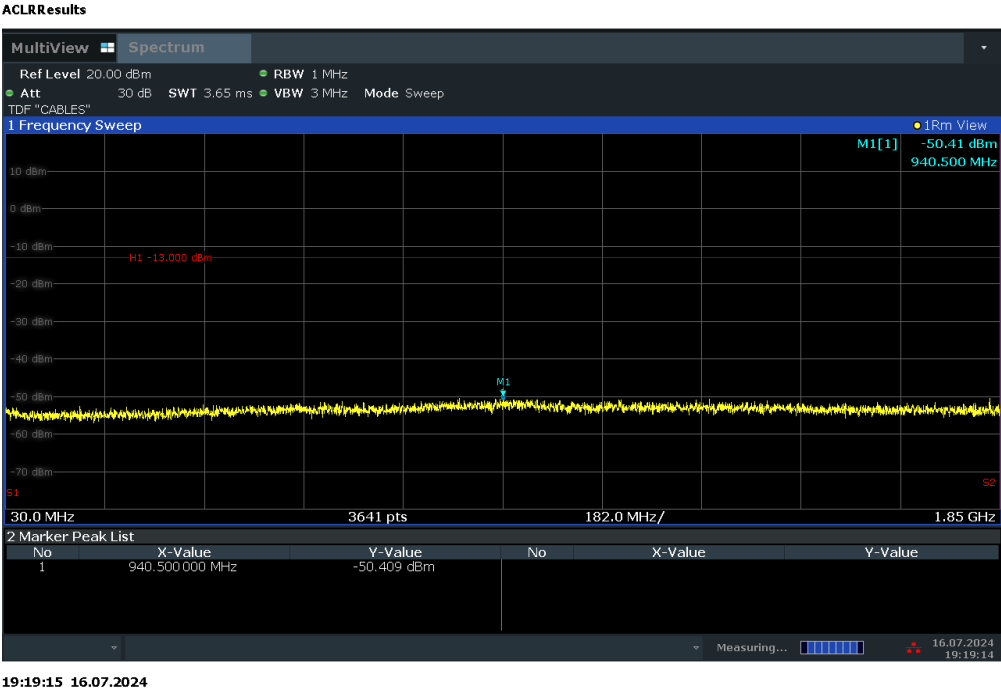 ACLRResults
MultiView Spectrum
Ref Level 20.00 dBm RBW 1 MHz
Att 30 dB SWT 3.65 ms VBW 3 MHz Mode Sweep
TDF "CABLES"
1 Frequency Sweep 1Rm View
M1[1] -50.41 dBm
940.500 MHz
10 dBm
0 dBm
-10 dBm
H1 -13.000 dBm
-20 dBm
-30 dBm
-40 dBm
M1
-50 dBm
-60 dBm
-70 dBm
S1 S2
30.0 MHz 3641 pts 182.0 MHz/ 1.85 GHz
2 Marker Peak List
No X-Value Y-Value No X-Value Y-Value
1 940.500000 MHz -50.409 dBm
Measuring... 16.07.2024
19:19:14
19:19:15 16.07.2024